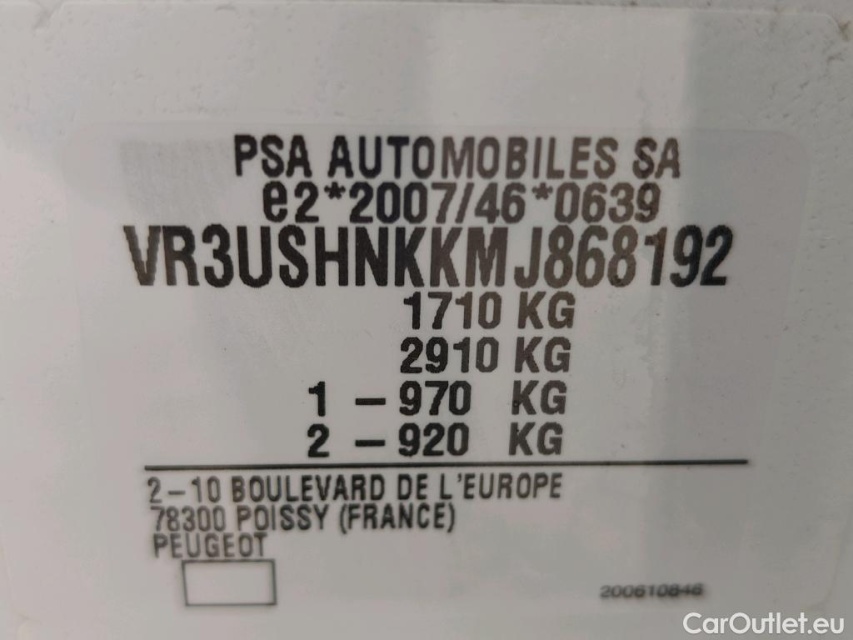 PSA AUTOMOBILES SA
e2*2007/46*0639
VR3USHNKKMJ868192
1710 KG
2910 KG
1 – 970 KG
2 – 920 KG
2–10 BOULEVARD DE L'EUROPE
78300 POISSY (FRANCE)
PEUGEOT
200610846
CarOutlet.eu